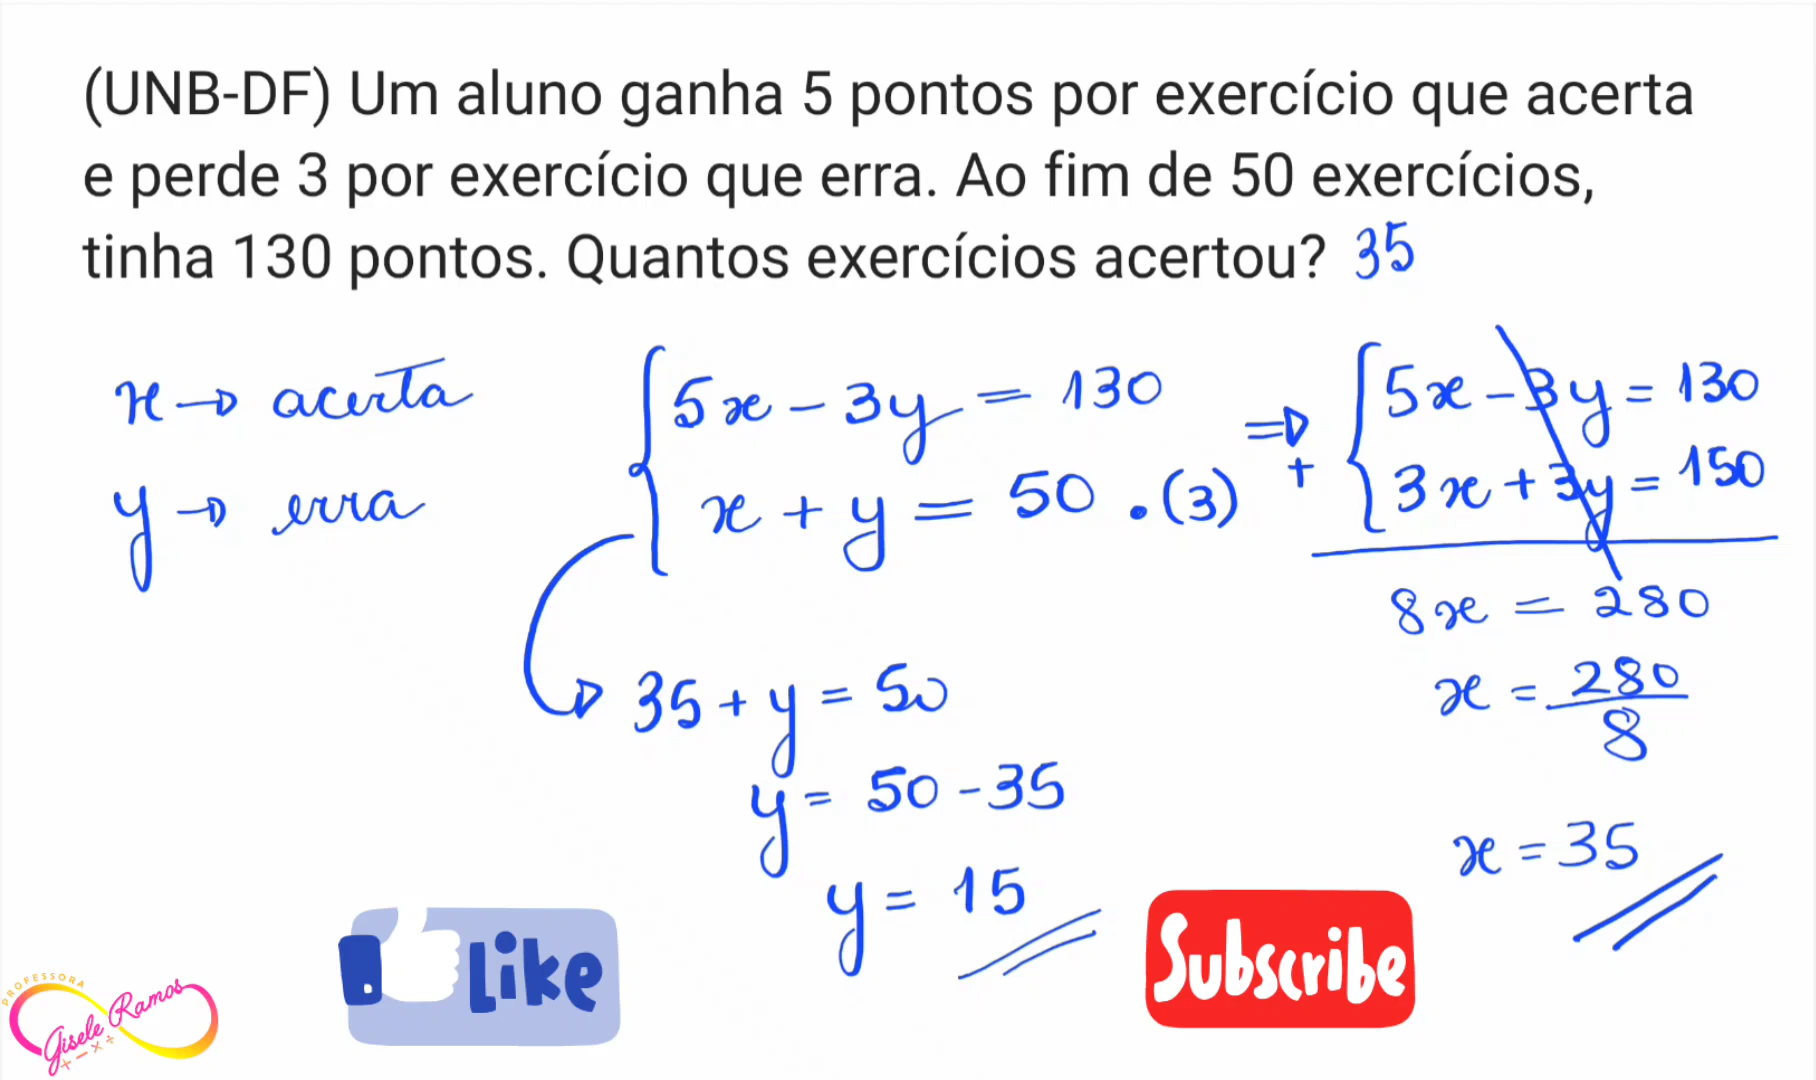 (UNB-DF) Um aluno ganha 5 pontos por exercício que acerta
e perde 3 por exercício que erra. Ao fim de 50 exercícios,
tinha 130 pontos. Quantos exercícios acertou? 35
x → acerta
y → erra
5x - 3y = 130
x + y = 50 . (3)
⇒
+
5x - 3y = 130
3x + 3y = 150
8x = 280
x = 280/8
x = 35
35 + y = 50
y = 50 - 35
y = 15
Like
Subscribe
PROFESSORA
Gisele Ramos
+ - × ÷